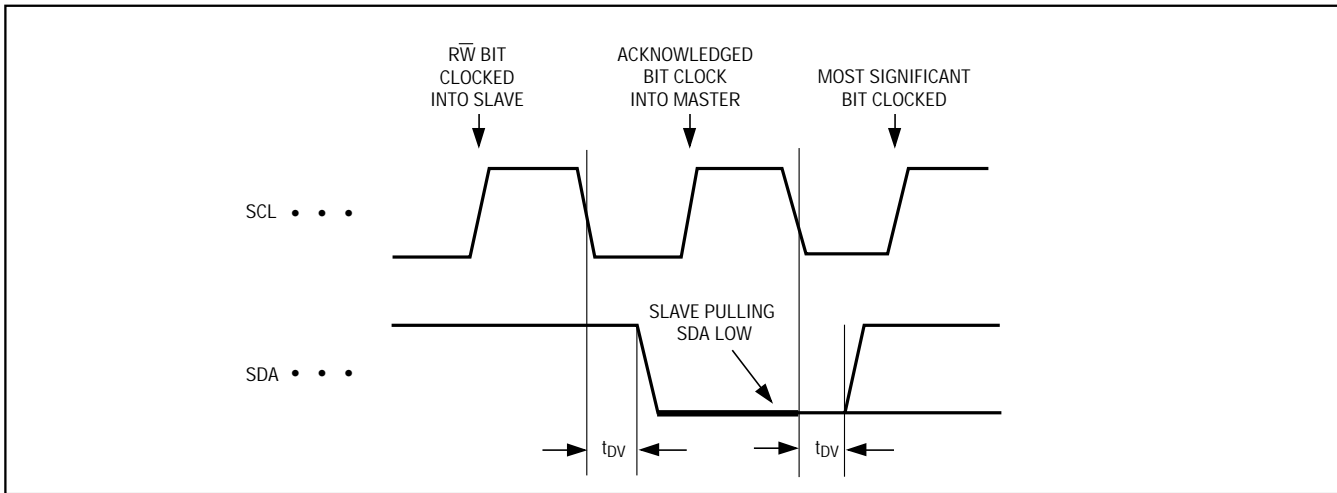 RW̅ BIT
CLOCKED
INTO SLAVE
ACKNOWLEDGED
BIT CLOCK
INTO MASTER
MOST SIGNIFICANT
BIT CLOCKED
SCL • • •
SLAVE PULLING
SDA LOW
SDA • • •
tDV
tDV